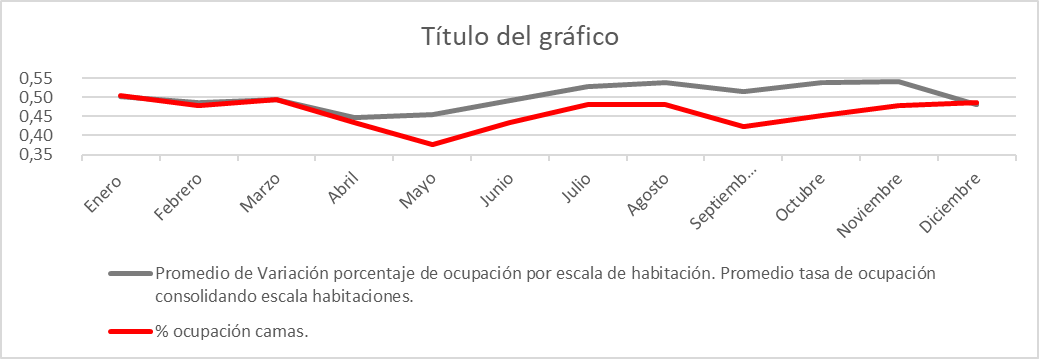 Título del gráfico
0,55
0,50
0,45
0,40
0,35
Enero
Febrero
Marzo
Abril
Mayo
Junio
Julio
Agosto
Septiemb...
Octubre
Noviembre
Diciembre
Promedio de Variación porcentaje de ocupación por escala de habitación. Promedio tasa de ocupación
consolidando escala habitaciones.
% ocupación camas.